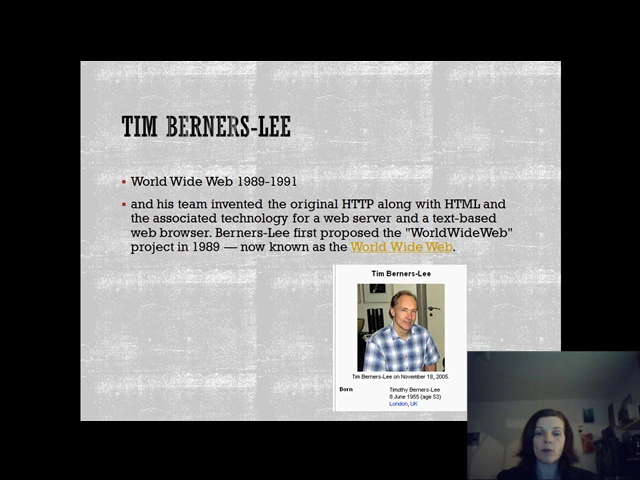 TIM BERNERS-LEE
World Wide Web 1989-1991
and his team invented the original HTTP along with HTML and
the associated technology for a web server and a text-based
web browser. Berners-Lee first proposed the "WorldWideWeb"
project in 1989 — now known as the World Wide Web.
Tim Berners-Lee
Tim Berners-Lee on November 18, 2005.
Born Timothy Berners-Lee
8 June 1955 (age 53)
London, UK